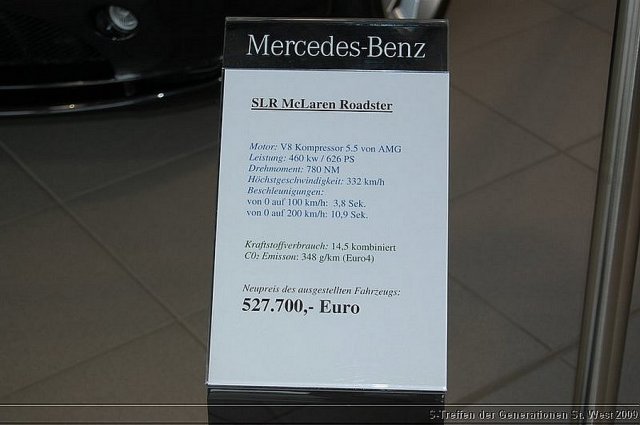 Mercedes-Benz
SLR McLaren Roadster
Motor: V8 Kompressor 5.5 von AMG
Leistung: 460 kw / 626 PS
Drehmoment: 780 NM
Höchstgeschwindigkeit: 332 km/h
Beschleunigungen:
von 0 auf 100 km/h: 3,8 Sek.
von 0 auf 200 km/h: 10,9 Sek.
Kraftstoffverbrauch: 14,5 kombiniert
C0₂ Emisson: 348 g/km (Euro4)
Neupreis des ausgestellten Fahrzeugs:
527.700,- Euro
S-Treffen der Generationen St. West 2009